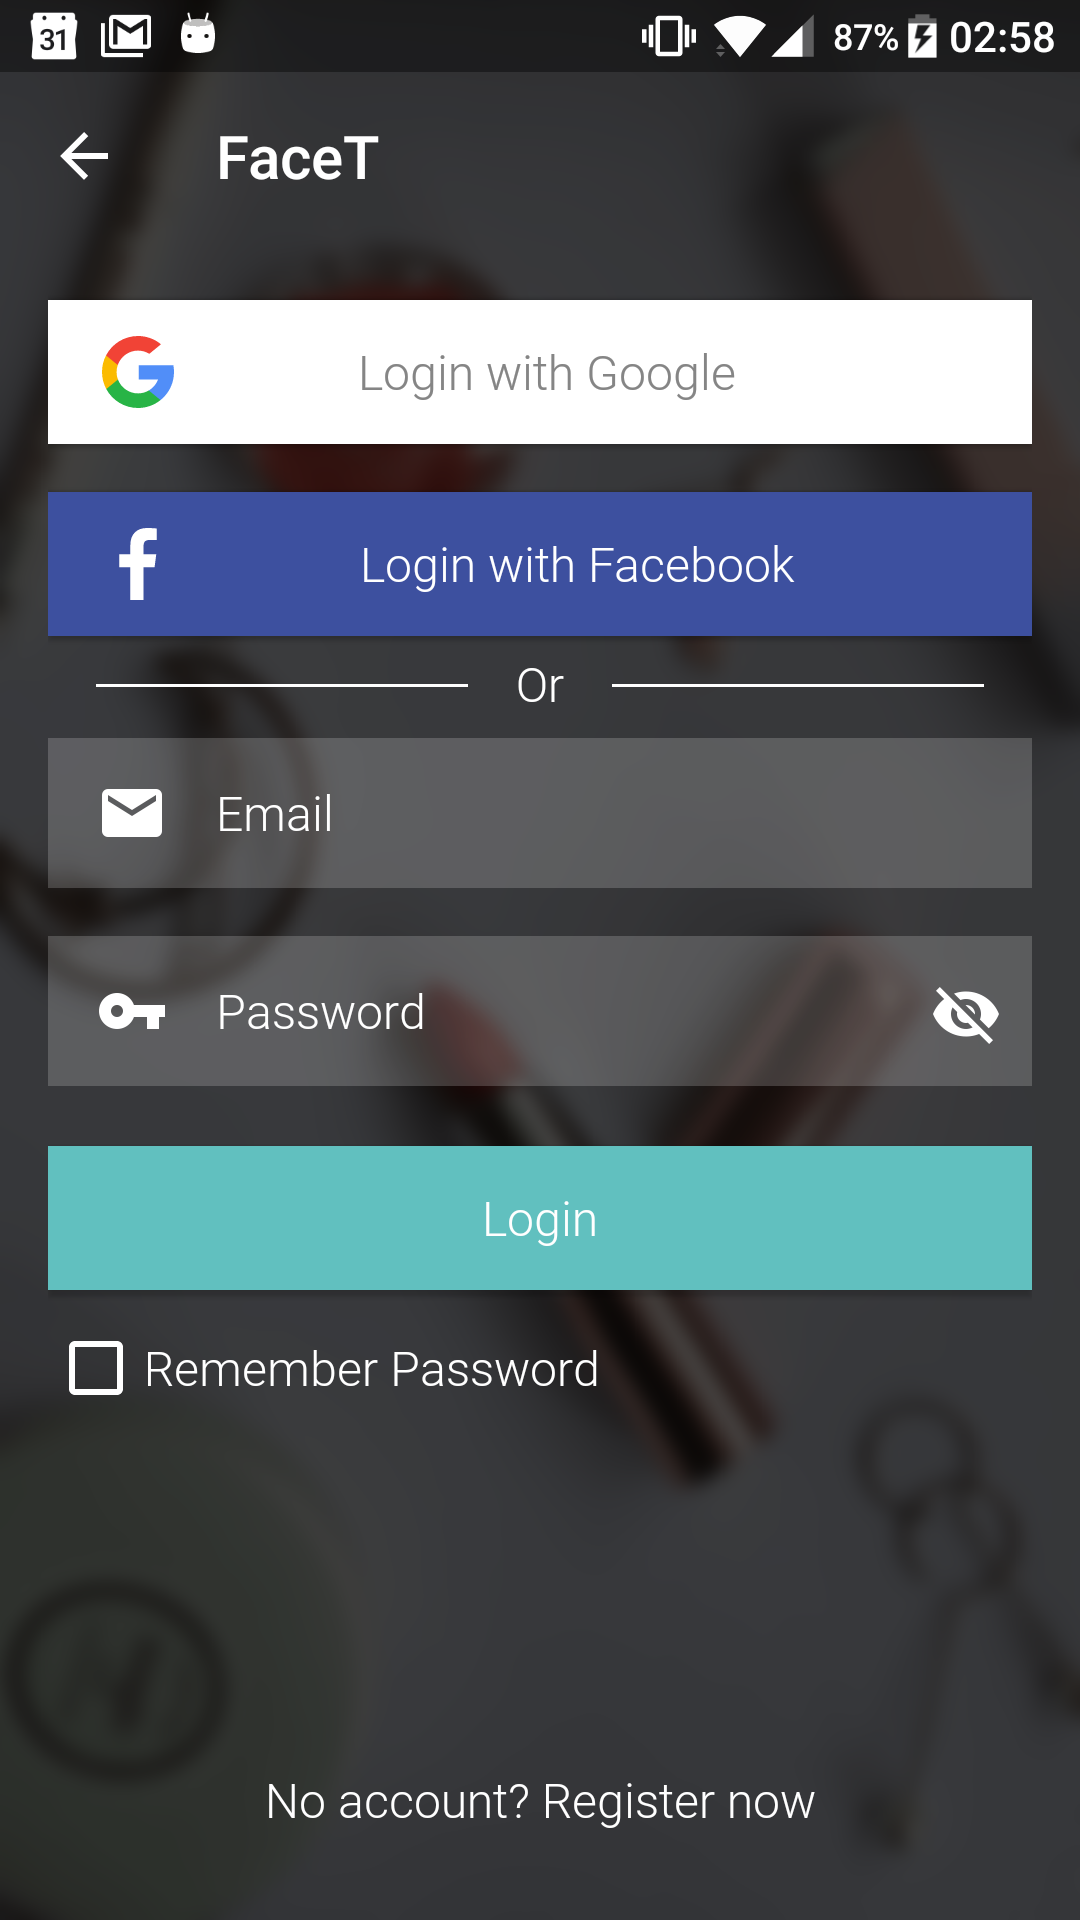 31 87% 02:58
FaceT
Login with Google
Login with Facebook
Or
Email
Password
Login
Remember Password
No account? Register now